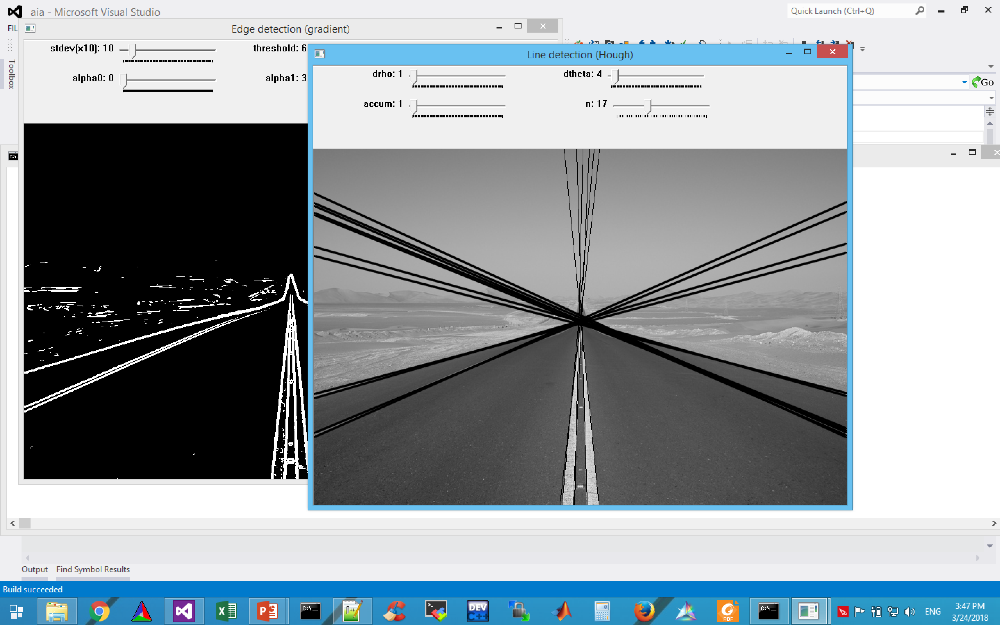 aia - Microsoft Visual Studio
Quick Launch (Ctrl+Q)
FIL
Edge detection (gradient)
stdev(x10): 10
threshold: 6
alpha0: 0
alpha1: 3
Toolbox
Line detection (Hough)
drho: 1
dtheta: 4
accum: 1
n: 17
Go
C:\.
Output
Find Symbol Results
Build succeeded
C:\.
n++
DEV
C++
0
PDF
C:\.
ENG
3:47 PM
3/24/2018